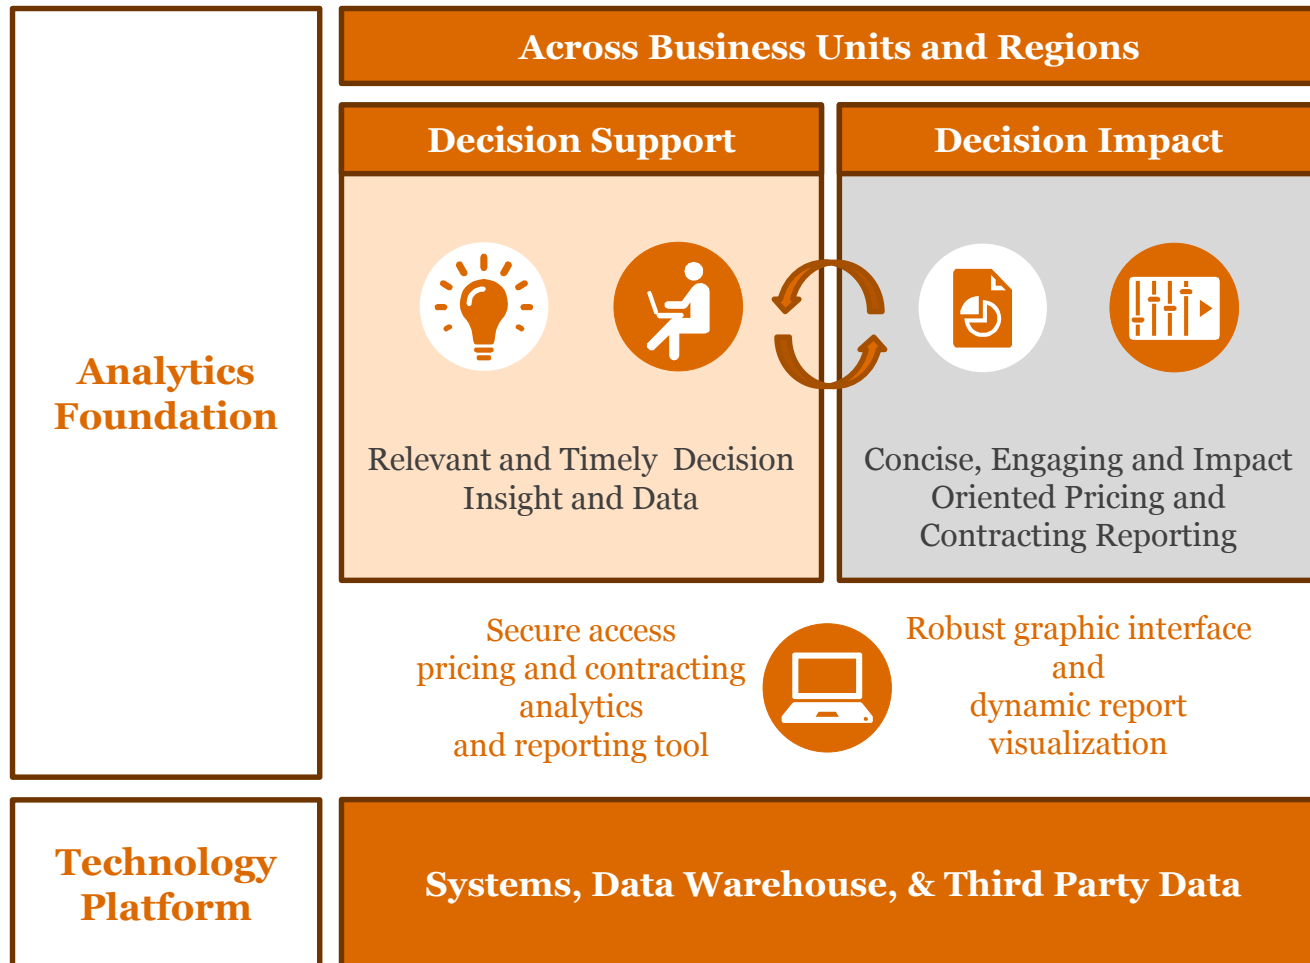 Across Business Units and Regions
Decision Support
Decision Impact
Analytics
Foundation
Relevant and Timely Decision
Insight and Data
Concise, Engaging and Impact
Oriented Pricing and
Contracting Reporting
Secure access
pricing and contracting
analytics
and reporting tool
Robust graphic interface
and
dynamic report
visualization
Technology
Platform
Systems, Data Warehouse, & Third Party Data